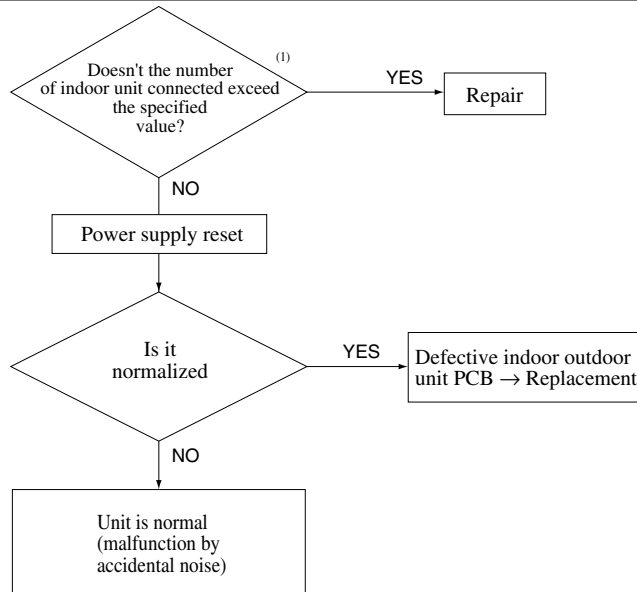 (1)
Doesn't the number
of indoor unit connected exceed
the specified
value?
YES
Repair
NO
Power supply reset
Is it
normalized
YES
Defective indoor outdoor
unit PCB → Replacement
NO
Unit is normal
(malfunction by
accidental noise)